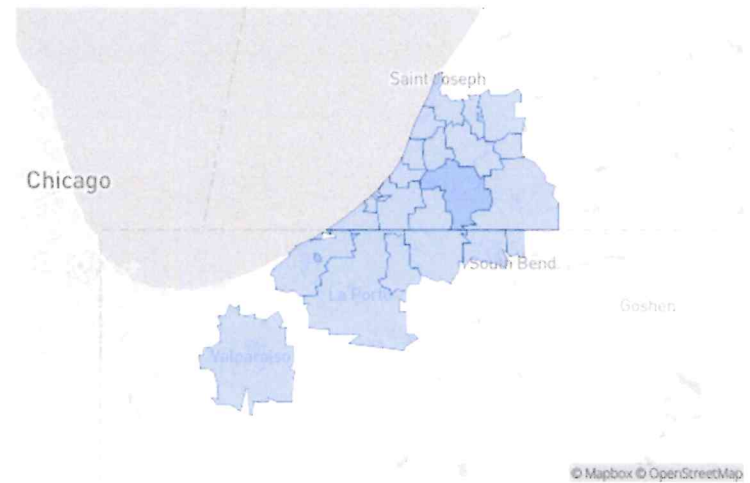 Saint Joseph
Chicago
South Bend
La Porte
Goshen
Valparaiso
© Mapbox © OpenStreetMap